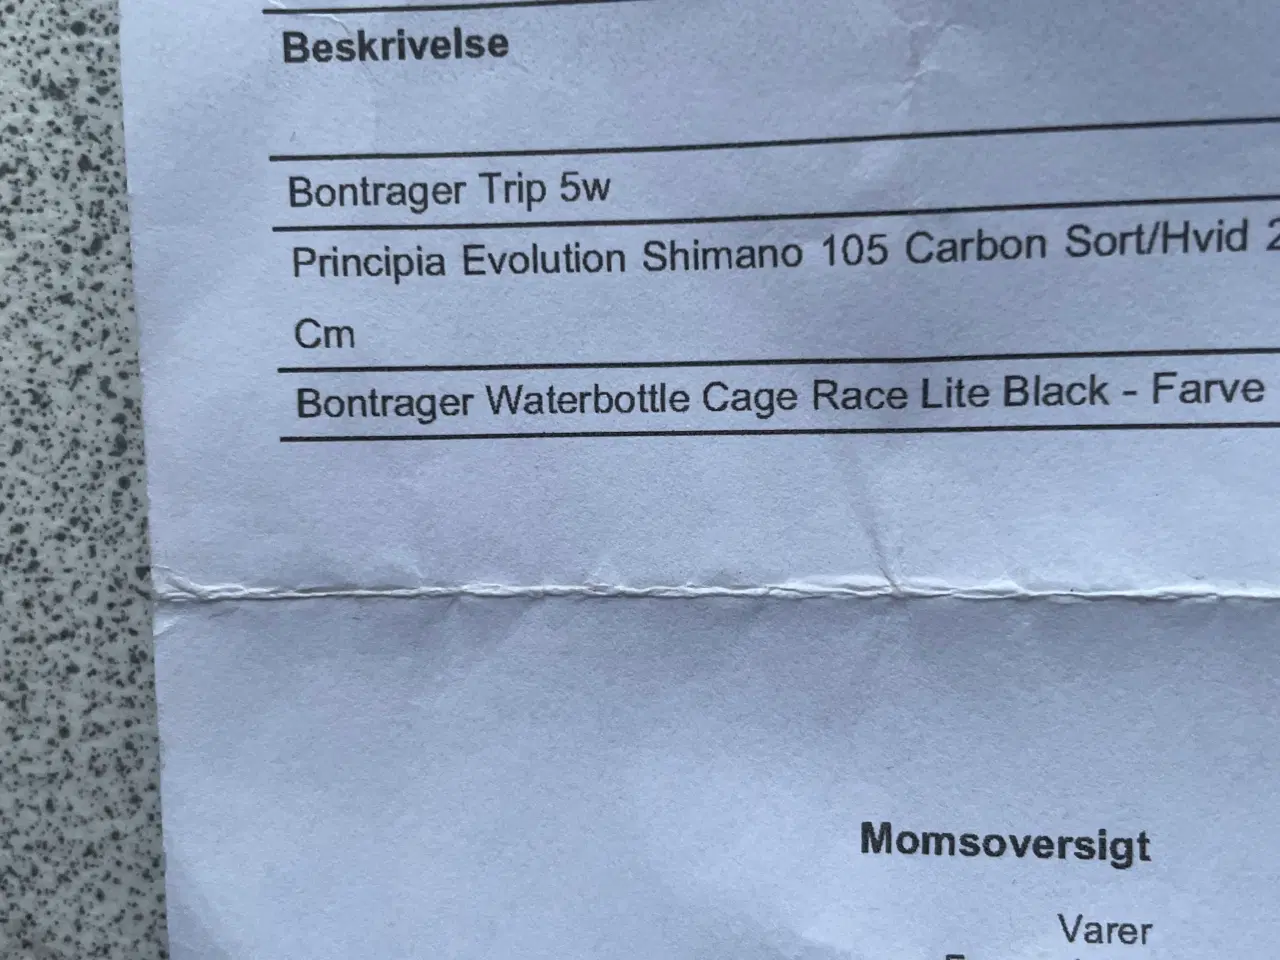 Beskrivelse
Bontrager Trip 5w
Principia Evolution Shimano 105 Carbon Sort/Hvid 2
Cm
Bontrager Waterbottle Cage Race Lite Black - Farve
Momsoversigt
Varer